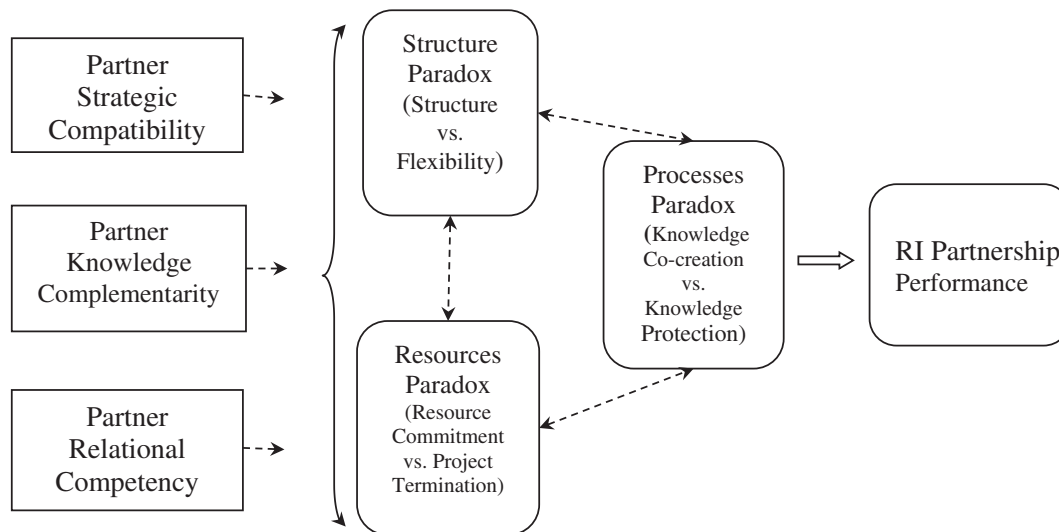 Partner
Strategic
Compatibility
Partner
Knowledge
Complementarity
Partner
Relational
Competency
Structure
Paradox
(Structure
vs.
Flexibility)
Resources
Paradox
(Resource
Commitment
vs. Project
Termination)
Processes
Paradox
(Knowledge
Co-creation
vs.
Knowledge
Protection)
RI Partnership
Performance